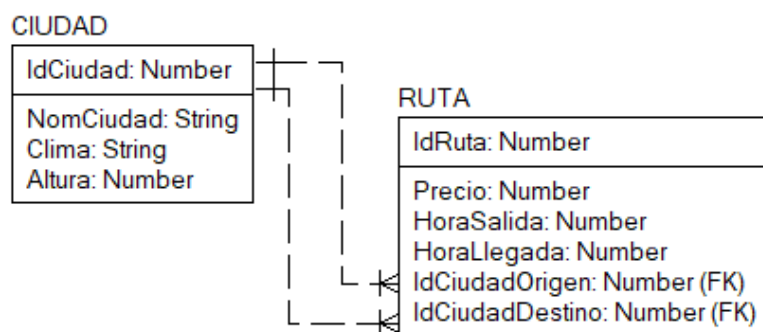 CIUDAD
IdCiudad: Number
NomCiudad: String
Clima: String
Altura: Number
RUTA
IdRuta: Number
Precio: Number
HoraSalida: Number
HoraLlegada: Number
IdCiudadOrigen: Number (FK)
IdCiudadDestino: Number (FK)